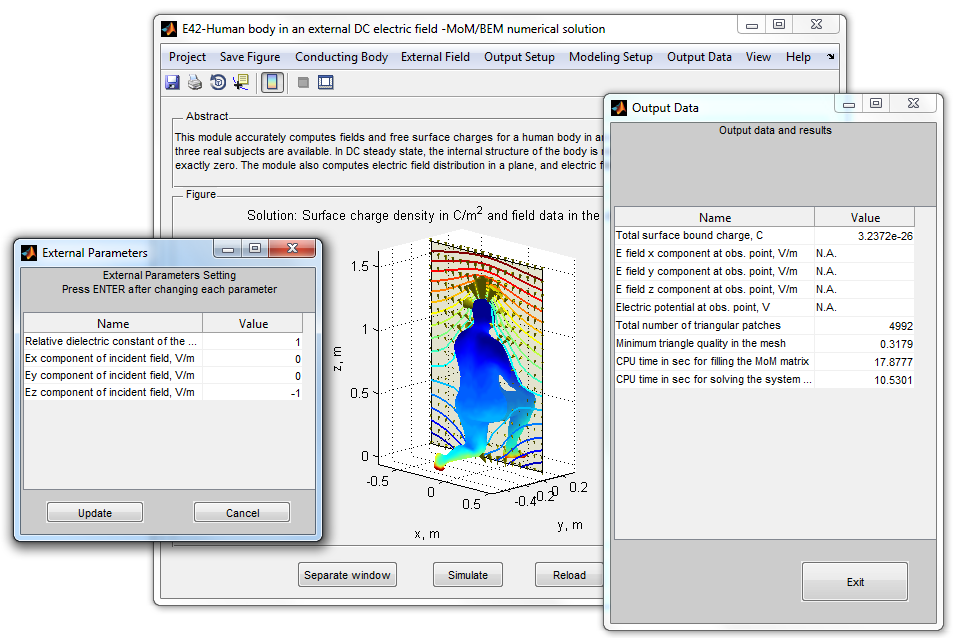 E42-Human body in an external DC electric field -MoM/BEM numerical solution
Project Save Figure Conducting Body External Field Output Setup Modeling Setup Output Data View Help
Abstract
This module accurately computes fields and free surface charges for a human body in
three real subjects are available. In DC steady state, the internal structure of the body is
exactly zero. The module also computes electric field distribution in a plane, and electric
Figure
Solution: Surface charge density in C/m² and field data in the
1.5
1
0.5
0
z, m
-0.5
0
0.5
x, m
-0.4
0.2
0
0.2
y, m
Separate window
Simulate
Reload
External Parameters
External Parameters Setting
Press ENTER after changing each parameter
Name Value
Relative dielectric constant of the ... 1
Ex component of incident field, V/m 0
Ey component of incident field, V/m 0
Ez component of incident field, V/m -1
Update
Cancel
Output Data
Output data and results
Name Value
Total surface bound charge, C 3.2372e-26
E field x component at obs. point, V/m N.A.
E field y component at obs. point, V/m N.A.
E field z component at obs. point, V/m N.A.
Electric potential at obs. point, V N.A.
Total number of triangular patches 4992
Minimum triangle quality in the mesh 0.3179
CPU time in sec for filling the MoM matrix 17.8777
CPU time in sec for solving the system ... 10.5301
Exit